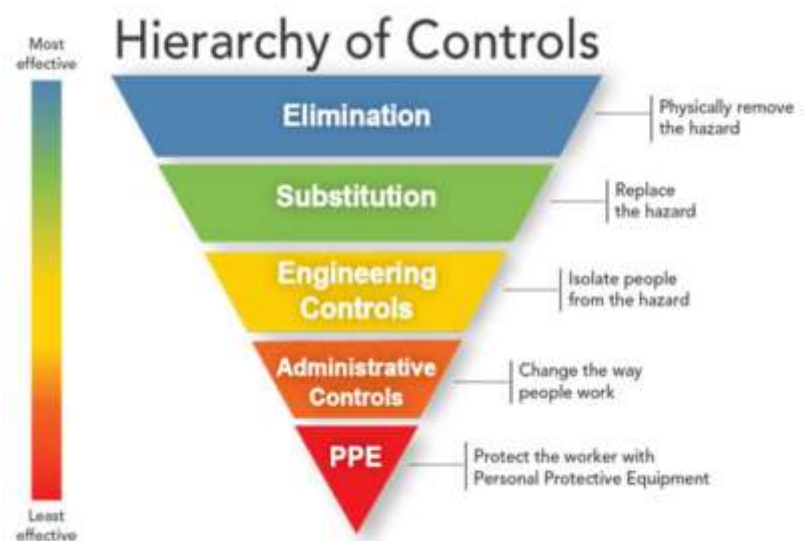 Hierarchy of Controls
Most
effective
Elimination
Physically remove
the hazard
Substitution
Replace
the hazard
Engineering
Controls
Isolate people
from the hazard
Administrative
Controls
Change the way
people work
PPE
Protect the worker with
Personal Protective Equipment
Least
effective